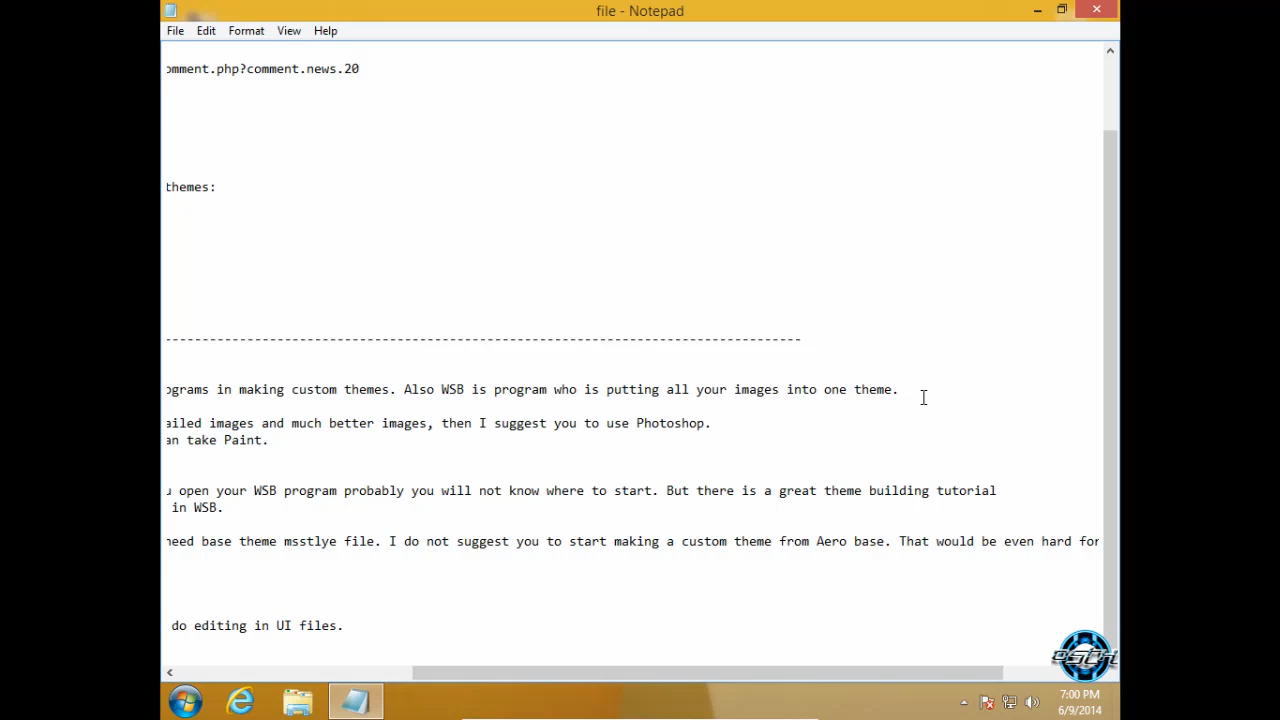 file - Notepad
File Edit Format View Help
omment.php?comment.news.20
themes:
---------------------------------------------------------------------------------------
ograms in making custom themes. Also WSB is program who is putting all your images into one theme.
ailed images and much better images, then I suggest you to use Photoshop.
an take Paint.
u open your WSB program probably you will not know where to start. But there is a great theme building tutorial
in WSB.
need base theme msstlye file. I do not suggest you to start making a custom theme from Aero base. That would be even hard for
do editing in UI files.
7:00 PM
6/9/2014